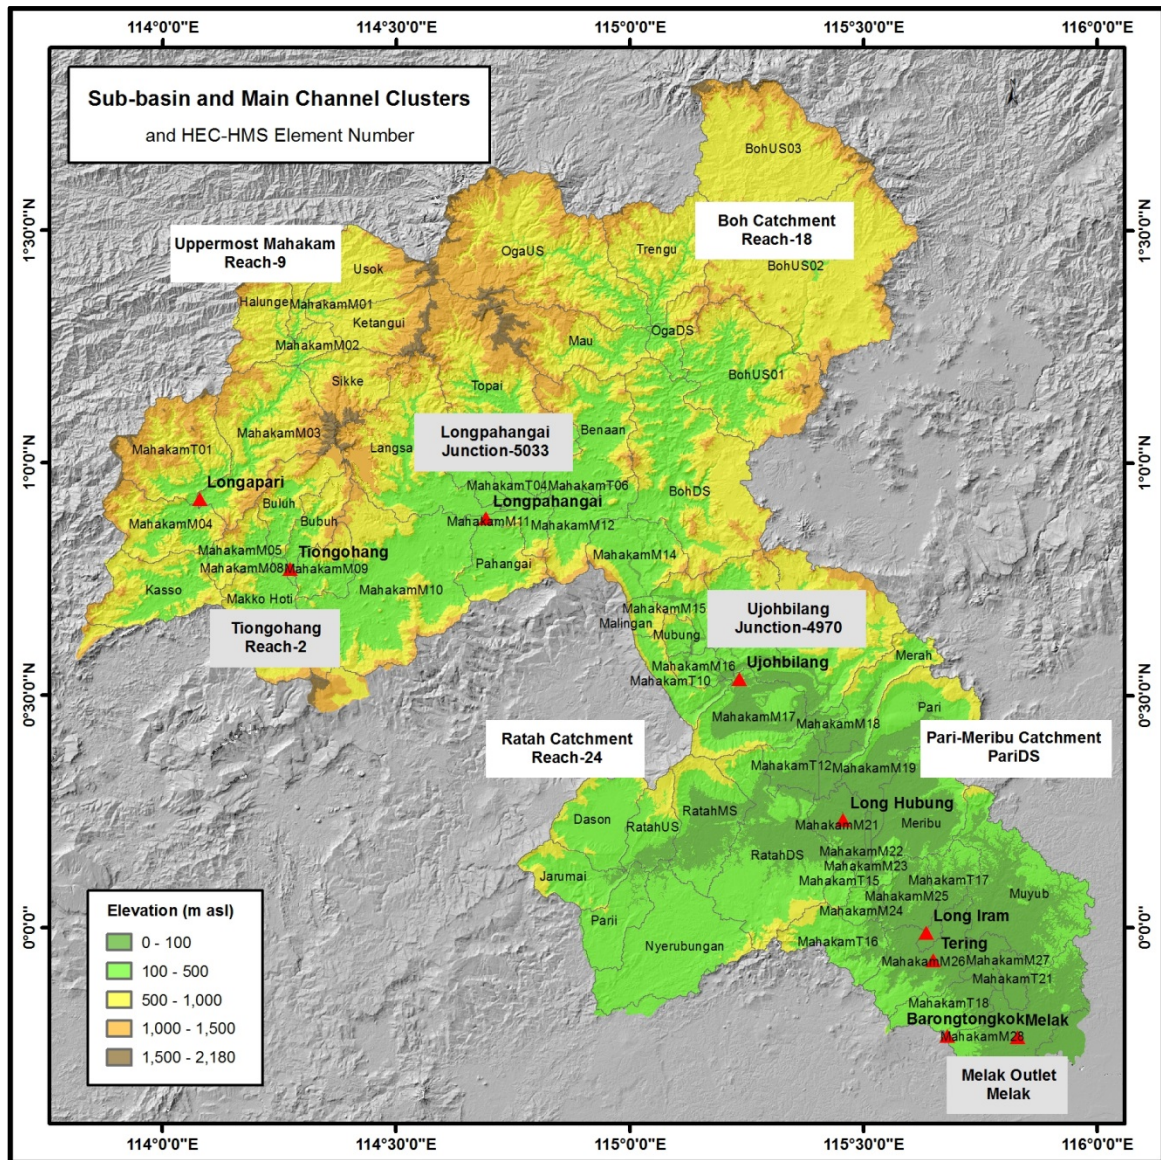 114°0'0"E 114°30'0"E 115°0'0"E 115°30'0"E 116°0'0"E
Sub-basin and Main Channel Clusters
and HEC-HMS Element Number
N
BohUS03
1°30'0"N
1°30'0"N
Uppermost Mahakam
Reach-9
Boh Catchment
Reach-18
OgaUS
Trengu
BohUS02
Usok
Halunge
MahakamM01
Ketangui
MahakamM02
Mau
OgaDS
BohUS01
Sikke
Topai
MahakamT01
MahakamM03
Langsa
Longpahangai
Junction-5033
Benaan
1°0'0"N
1°0'0"N
Longapari
Buluh
MahakamT04
MahakamT06
BohDS
Longpahangai
MahakamM04
Bubuh
MahakamM11
MahakamM12
MahakamM05
Tiongohang
MahakamM08
MahakamM09
Pahangai
MahakamM14
Kasso
Makko Hoti
MahakamM10
Tiongohang
Reach-2
MahakamM15
Malingan
Mubung
Ujohbilang
Junction-4970
MahakamM16
Ujohbilang
Merah
MahakamT10
0°30'0"N
0°30'0"N
MahakamM17
MahakamM18
Pari
Ratah Catchment
Reach-24
Pari-Meribu Catchment
PariDS
MahakamT12
MahakamM19
Long Hubung
Dason
RatahUS
RatahMS
MahakamM21
Meribu
RatahDS
MahakamM22
MahakamM23
Jarumai
MahakamT15
MahakamT17
MahakamM25
Muyub
Parii
MahakamM24
Long Iram
0°0'0"
0°0'0"
Nyerubungan
MahakamT16
Tering
MahakamM26
MahakamM27
MahakamT21
MahakamT18
Barongtongkok
Melak
MahakamM28
Melak Outlet
Melak
Elevation (m asl)
0 - 100
100 - 500
500 - 1,000
1,000 - 1,500
1,500 - 2,180
114°0'0"E 114°30'0"E 115°0'0"E 115°30'0"E 116°0'0"E